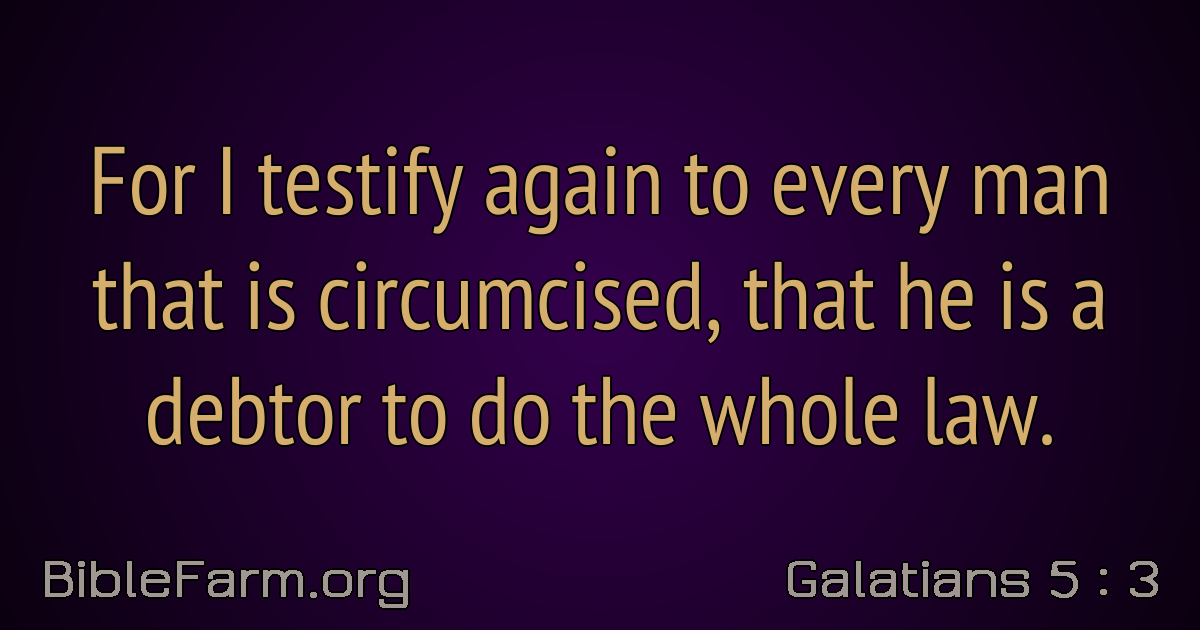 For I testify again to every man
that is circumcised, that he is a
debtor to do the whole law.
BibleFarm.org
Galatians 5 : 3